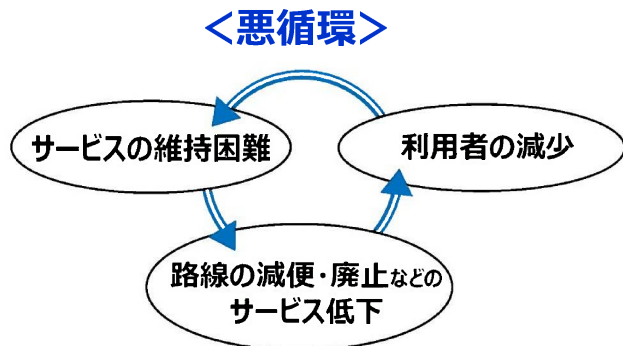 ＜悪循環＞
サービスの維持困難
利用者の減少
路線の減便・廃止などの
サービス低下